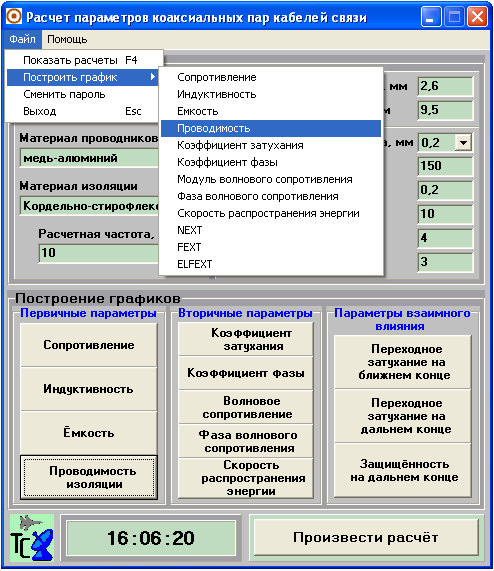 Расчет параметров коаксиальных пар кабелей связи
Файл Помощь
Показать расчеты F4
Построить график
Сменить пароль
Выход Esc
Сопротивление
Индуктивность
Емкость
Проводимость
Коэффициент затухания
Коэффициент фазы
Модуль волнового сопротивления
Фаза волнового сопротивления
Скорость распространения энергии
NEXT
FEXT
ELFEXT
, мм 2,6
м 9,5
Материал проводников
, мм 0,2
медь-алюминий
150
Материал изоляции
0,2
Кордельно-стирофлекс
10
Расчетная частота,
4
10
3
Построение графиков
Первичные параметры
Сопротивление
Индуктивность
Ёмкость
Проводимость
изоляции
Вторичные параметры
Коэффициент
затухания
Коэффициент фазы
Волновое
сопротивление
Фаза волнового
сопротивления
Скорость
распространения
энергии
Параметры взаимного
влияния
Переходное
затухание на
ближнем конце
Переходное
затухание на
дальнем конце
Защищённость
на дальнем конце
ТС
16:06:20
Произвести расчёт